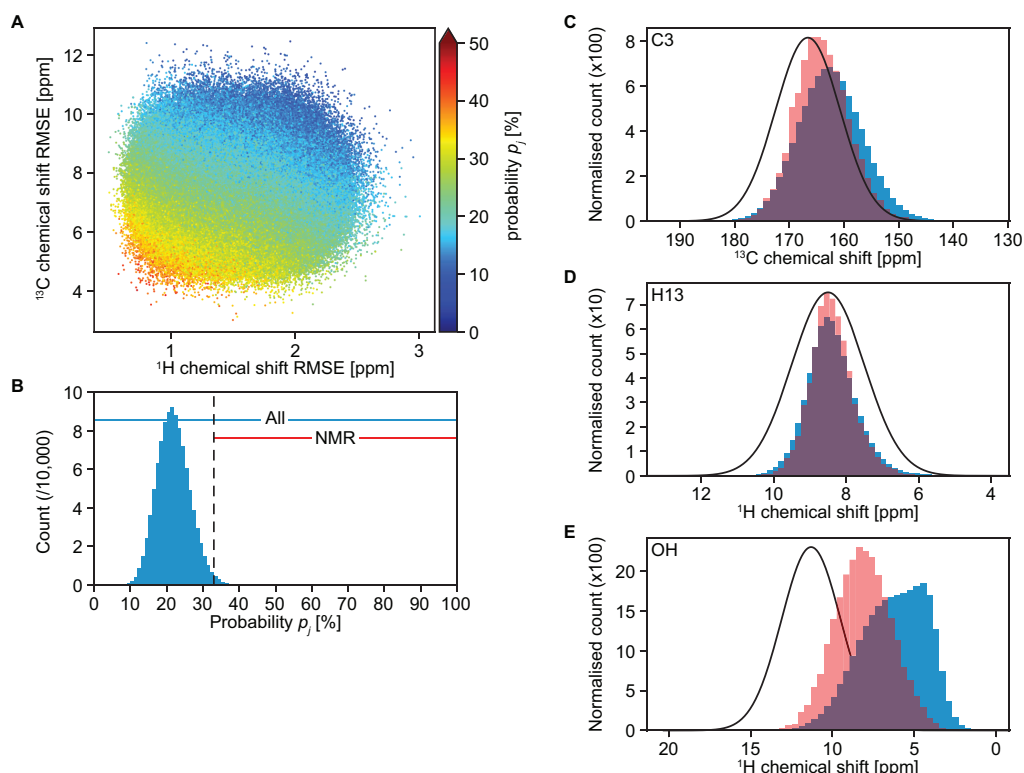 A
12
10
8
6
4
¹³C chemical shift RMSE [ppm]
1 2 3
¹H chemical shift RMSE [ppm]
50
40
30
20
10
0
probability pⱼ [%]
B
10
8
6
4
2
0
Count (/10,000)
All
NMR
0 10 20 30 40 50 60 70 80 90 100
Probability pⱼ [%]
C
C3
8
6
4
2
0
Normalised count (x100)
190 180 170 160 150 140 130
¹³C chemical shift [ppm]
D
H13
7
6
5
4
3
2
1
0
Normalised count (x10)
12 10 8 6 4
¹H chemical shift [ppm]
E
OH
20
15
10
5
0
Normalised count (x100)
20 15 10 5 0
¹H chemical shift [ppm]